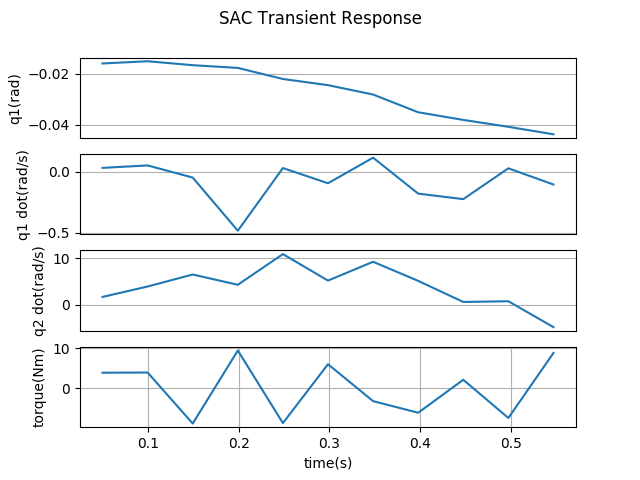 SAC Transient Response
q1(rad)
−0.02
−0.04
q1 dot(rad/s)
0.0
−0.5
q2 dot(rad/s)
10
0
torque(Nm)
10
0
0.1 0.2 0.3 0.4 0.5
time(s)